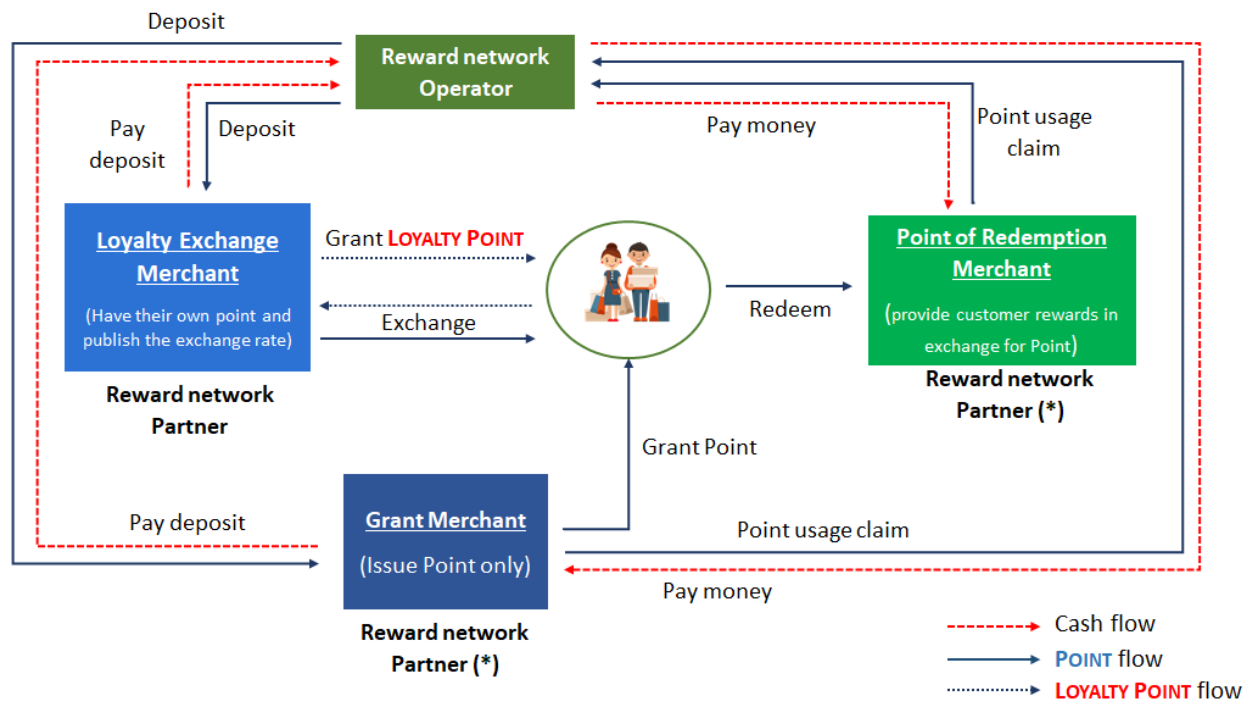 Deposit
Reward network
Operator
Pay
deposit
Deposit
Pay money
Point usage
claim
Loyalty Exchange
Merchant
(Have their own point and
publish the exchange rate)
Reward network
Partner
Grant LOYALTY POINT
Exchange
Redeem
Point of Redemption
Merchant
(provide customer rewards in
exchange for Point)
Reward network
Partner (*)
Grant Point
Pay deposit
Grant Merchant
(Issue Point only)
Reward network
Partner (*)
Point usage claim
Pay money
Cash flow
POINT flow
LOYALTY POINT flow